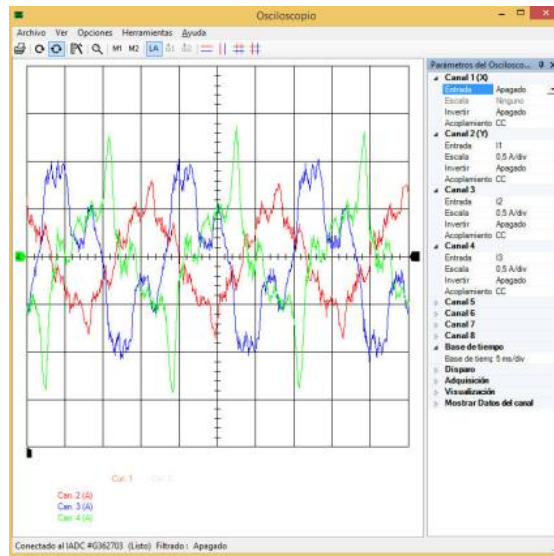 Osciloscopio
Archivo Ver Opciones Herramientas Ayuda
M1 M2 LA
Parámetros del Oscilosco...
Canal 1 (X)
Entrada Apagado
Escala Ninguno
Invertir Apagado
Acoplamiento CC
Canal 2 (Y)
Entrada I1
Escala 0,5 A/div
Invertir Apagado
Acoplamiento CC
Canal 3
Entrada I2
Escala 0,5 A/div
Invertir Apagado
Acoplamiento CC
Canal 4
Entrada I3
Escala 0,5 A/div
Invertir Apagado
Acoplamiento CC
Canal 5
Canal 6
Canal 7
Canal 8
Base de tiempo
Base de tiemp 5 ms/div
Disparo
Adquisición
Visualización
Mostrar Datos del canal
Cur. 1
Can. 2 (A)
Can. 3 (A)
Can. 4 (A)
Conectado al IADC #G362703 (Listo) Filtrado : Apagado